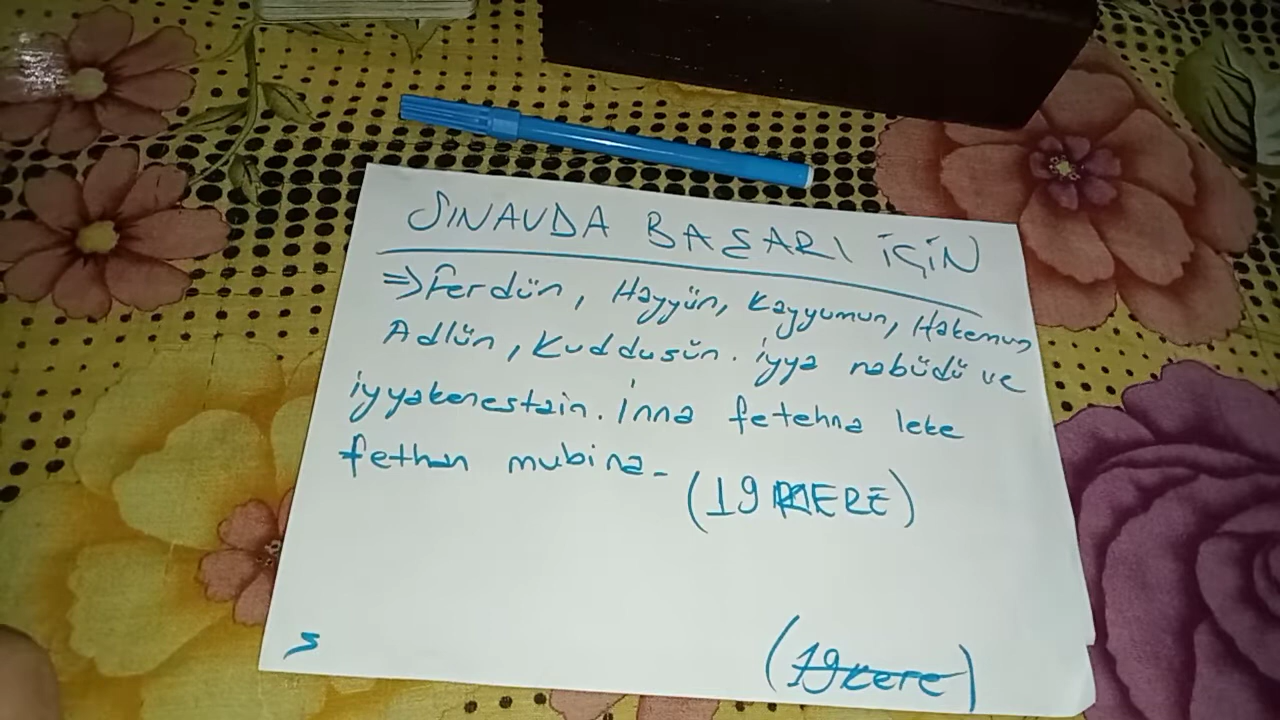 SINAVDA BAŞARI İÇİN
⇒ Ferdün, Hayyün, Kayyumun, Hakemun,
Adlün, Kuddusün. İyya nabüdü ve
iyyakenestain. İnna fetehna leke
fethan mubina.
(19 KERE)
5
(19 kere)